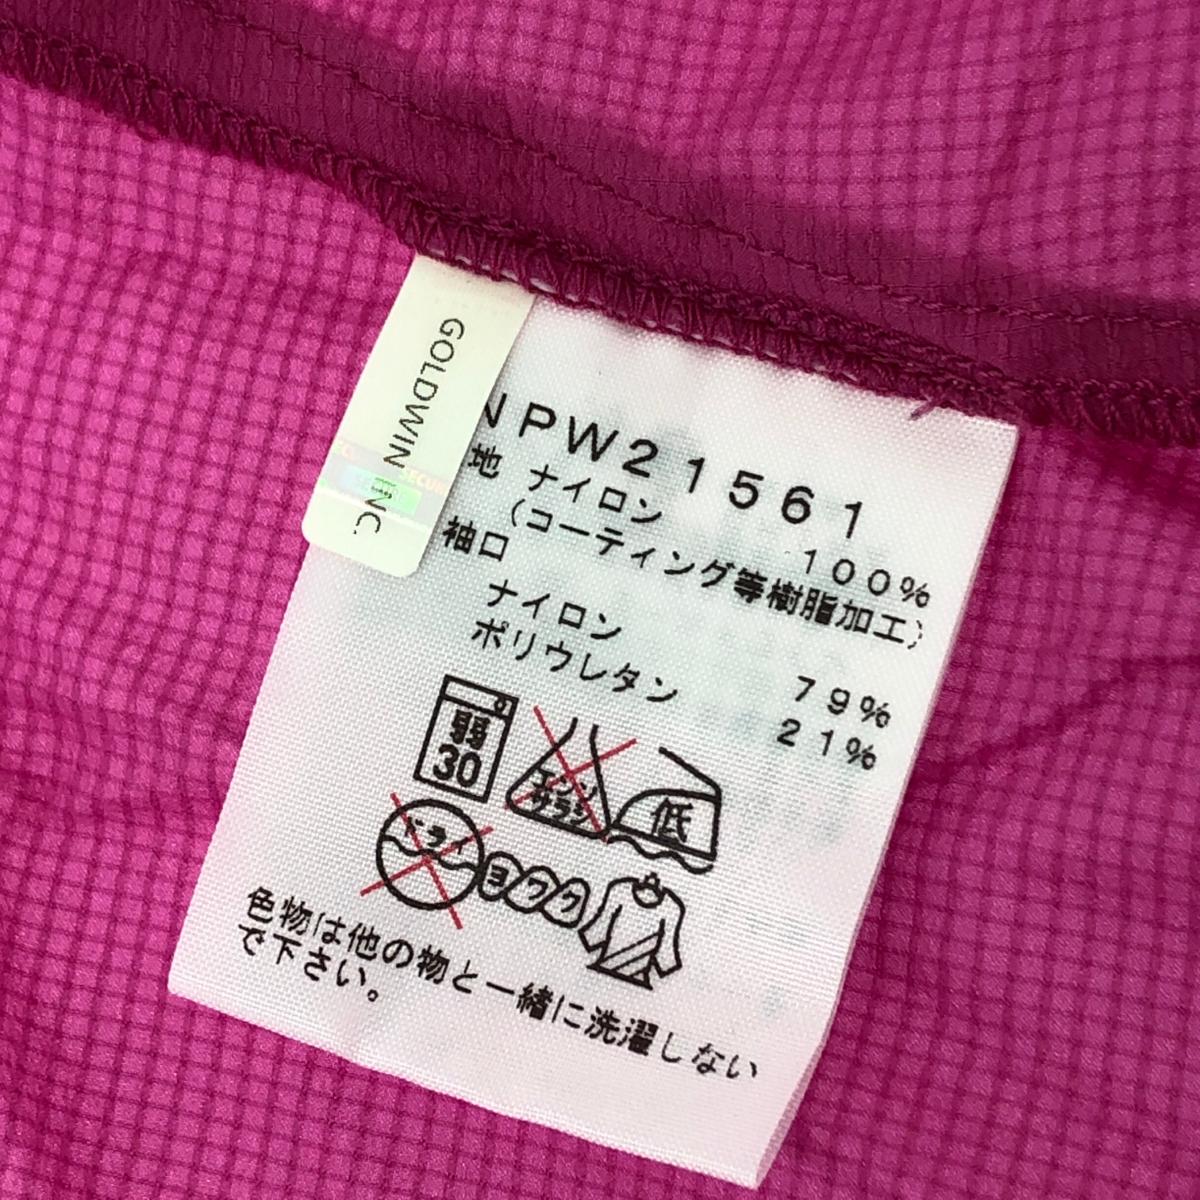 GOLDWIN INC.
NPW21561
地 ナイロン 100%
(コーティング等樹脂加工)
袖口
ナイロン 79%
ポリウレタン 21%
弱
30
エンソ
サラシ
低
ドライ
ヨワク
色物は他の物と一緒に洗濯しない
で下さい。